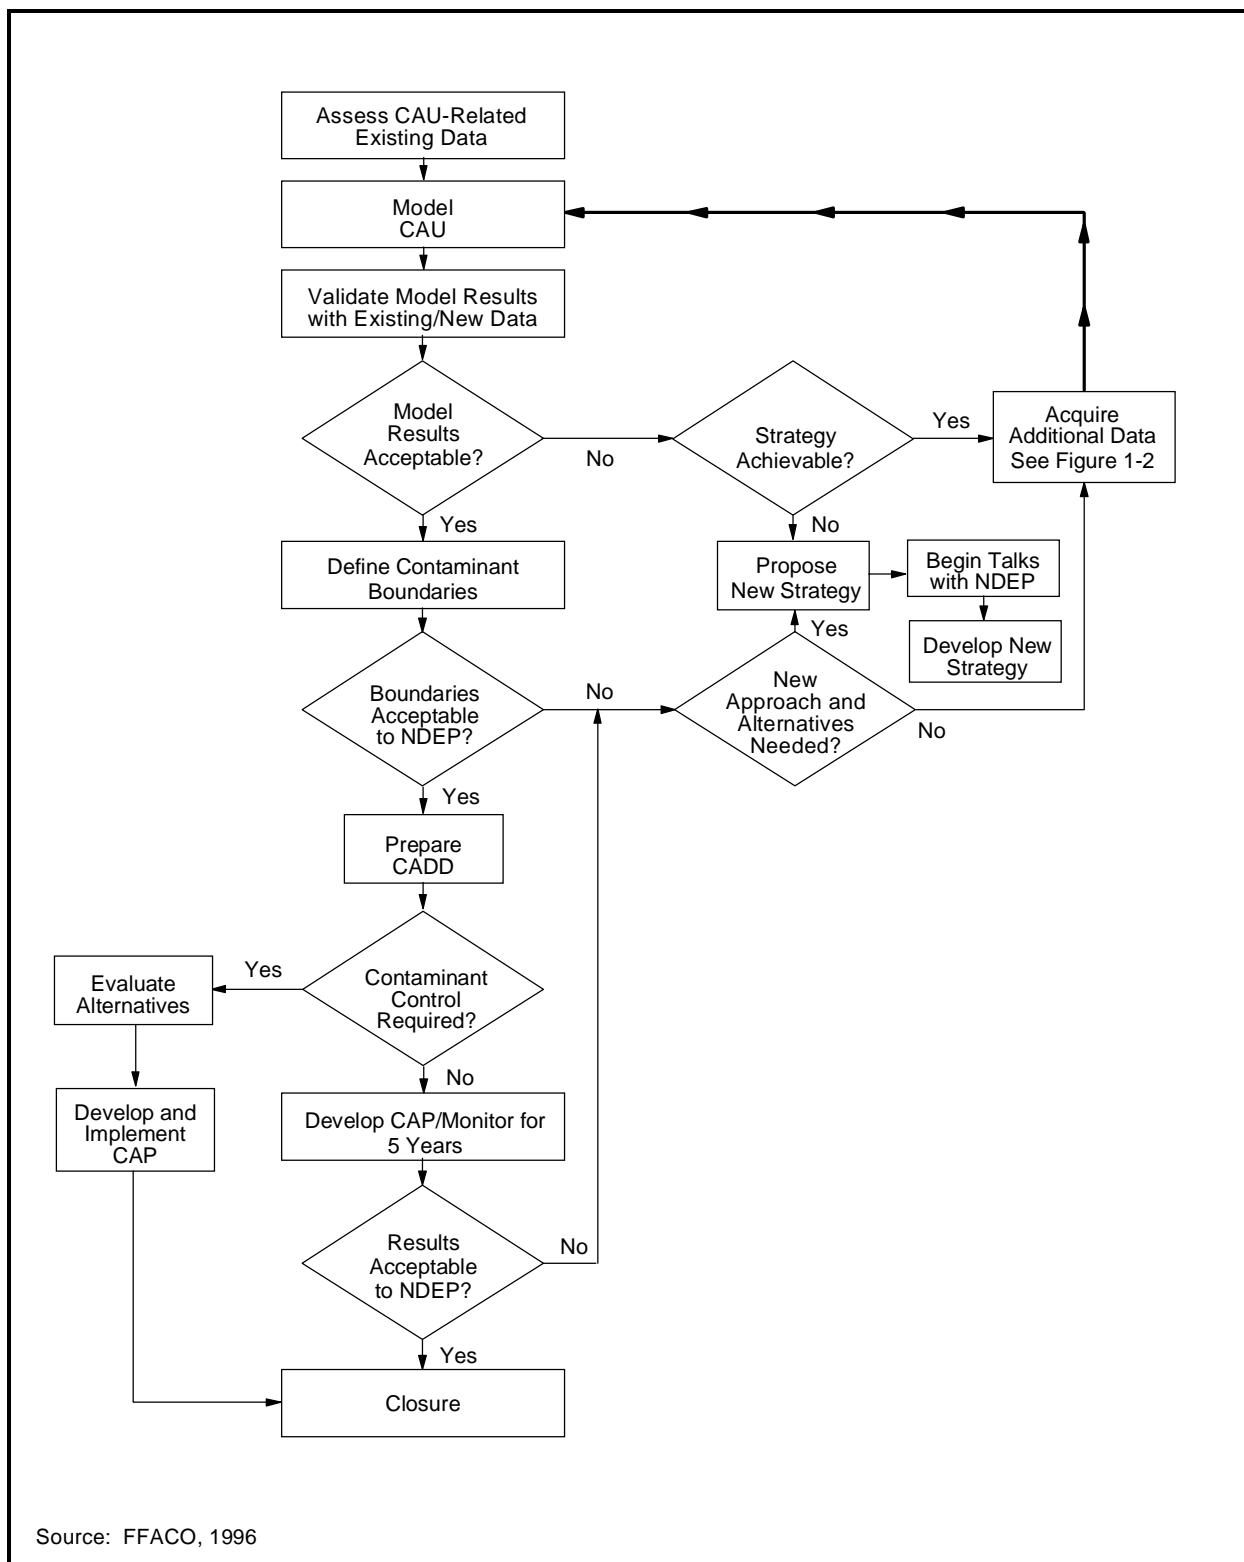 Assess CAU-Related
Existing Data
Model
CAU
Validate Model Results
with Existing/New Data
Model
Results
Acceptable?
No
Strategy
Achievable?
Yes
Acquire
Additional Data
See Figure 1-2
Yes
No
Define Contaminant
Boundaries
Propose
New Strategy
Begin Talks
with NDEP
Yes
Develop New
Strategy
Boundaries
Acceptable
to NDEP?
No
New
Approach and
Alternatives
Needed?
No
Yes
Prepare
CADD
Contaminant
Control
Required?
Yes
Evaluate
Alternatives
No
Develop and
Implement
CAP
Develop CAP/Monitor for
5 Years
Results
Acceptable
to NDEP?
No
Yes
Closure
Source: FFACO, 1996